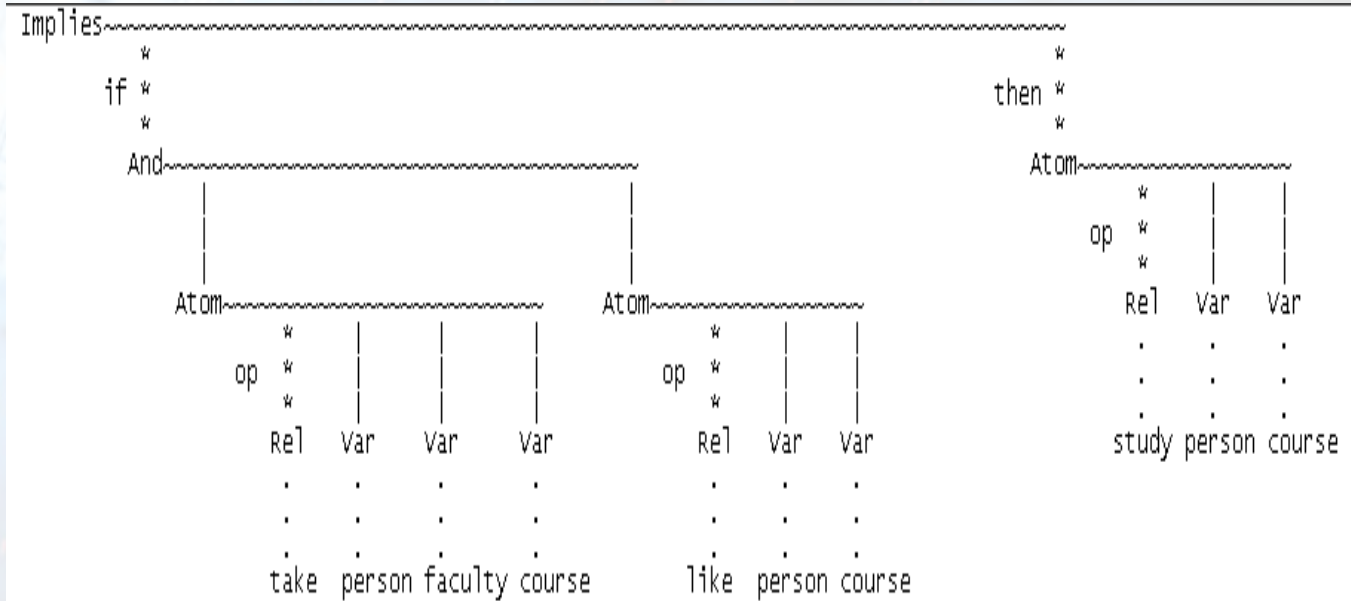 Implies
if then
And Atom
op
Atom Atom Rel Var Var
op op
Rel Var Var Var Rel Var Var study person course
take person faculty course like person course